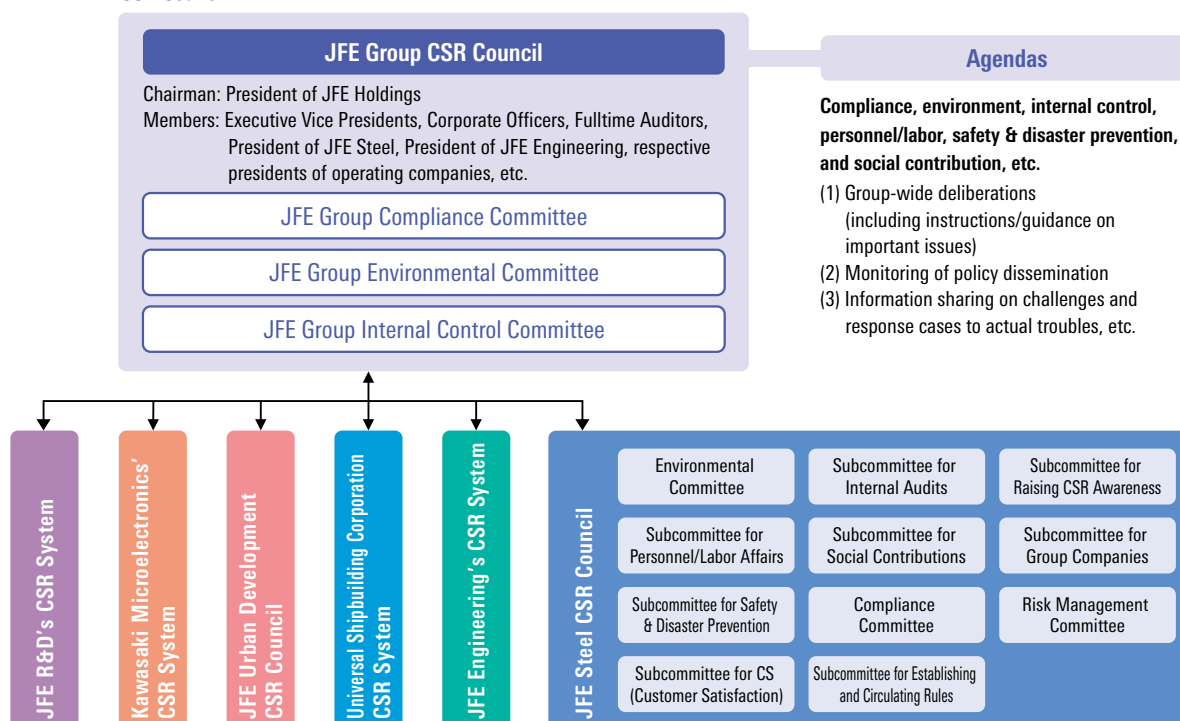 JFE Group CSR Council
Chairman: President of JFE Holdings
Members: Executive Vice Presidents, Corporate Officers, Fulltime Auditors,
President of JFE Steel, President of JFE Engineering, respective
presidents of operating companies, etc.
JFE Group Compliance Committee
JFE Group Environmental Committee
JFE Group Internal Control Committee
Agendas
Compliance, environment, internal control,
personnel/labor, safety & disaster prevention,
and social contribution, etc.
(1) Group-wide deliberations
(including instructions/guidance on
important issues)
(2) Monitoring of policy dissemination
(3) Information sharing on challenges and
response cases to actual troubles, etc.
JFE R&D's CSR System
Kawasaki Microelectronics'
CSR System
JFE Urban Development
CSR Council
Universal Shipbuilding Corporation
CSR System
JFE Engineering's CSR System
JFE Steel CSR Council
Environmental
Committee
Subcommittee for
Internal Audits
Subcommittee for
Raising CSR Awareness
Subcommittee for
Personnel/Labor Affairs
Subcommittee for
Social Contributions
Subcommittee for
Group Companies
Subcommittee for Safety
& Disaster Prevention
Compliance
Committee
Risk Management
Committee
Subcommittee for CS
(Customer Satisfaction)
Subcommittee for Establishing
and Circulating Rules